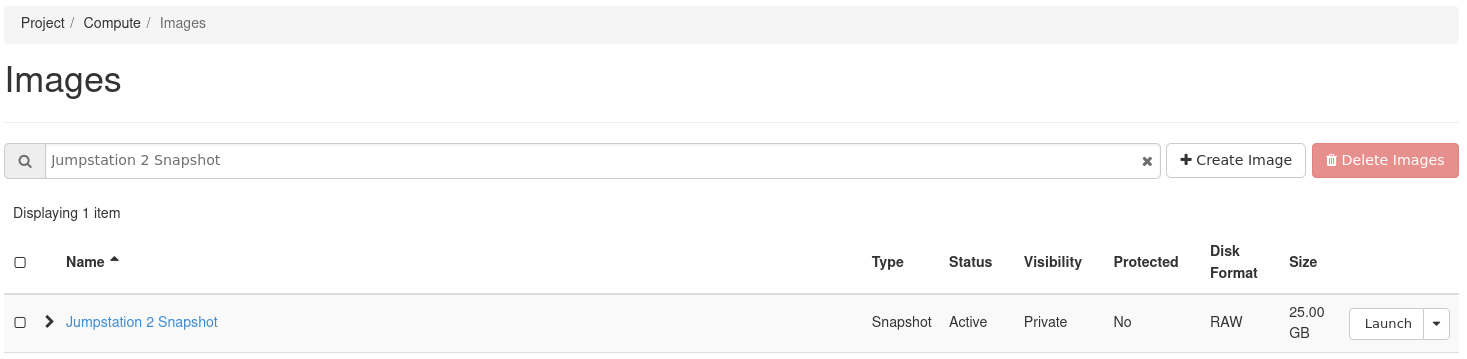 Project / Compute / Images
Images
Jumpstation 2 Snapshot
Create Image
Delete Images
Displaying 1 item
Name Type Status Visibility Protected Disk Format Size
Jumpstation 2 Snapshot Snapshot Active Private No RAW 25.00 GB Launch